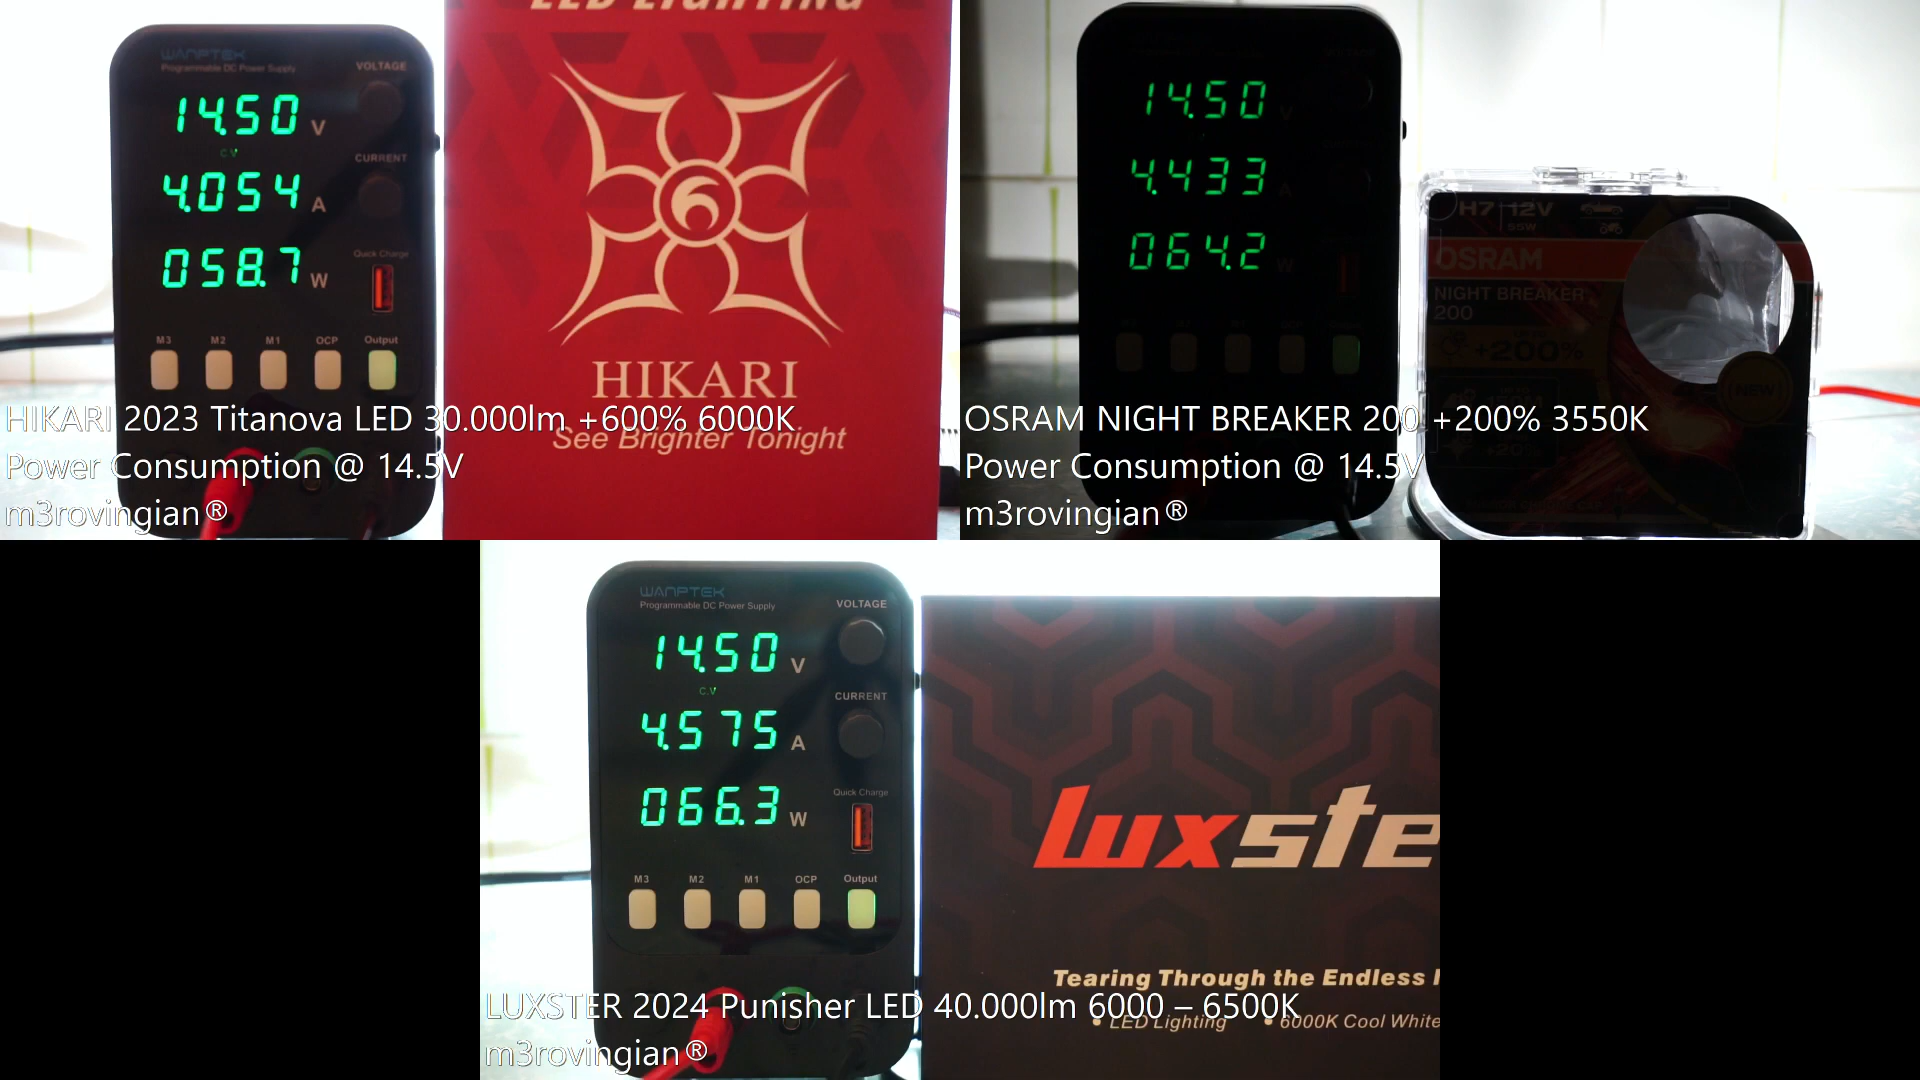 LED Lighting
WANPTEK
Programmable DC Power Supply
VOLTAGE
14.50 V
C.V
CURRENT
4.054 A
Quick Charge
058.7 W
M3 M2 M1 OCP Output
HIKARI
See Brighter Tonight
HIKARI 2023 Titanova LED 30.000lm +600% 6000K
Power Consumption @ 14.5V
m3rovingian®
14.50 V
4.433 A
064.2 W
H7 12V
55W
OSRAM
NIGHT BREAKER
200
+200%
NEW
OSRAM NIGHT BREAKER 200 +200% 3550K
Power Consumption @ 14.5V
m3rovingian®
WANPTEK
Programmable DC Power Supply
VOLTAGE
14.50 V
C.V
CURRENT
4.575 A
Quick Charge
066.3 W
M3 M2 M1 OCP Output
luxste
Tearing Through the Endless
• LED Lighting • 6000K Cool White
LUXSTER 2024 Punisher LED 40.000lm 6000 – 6500K
m3rovingian®